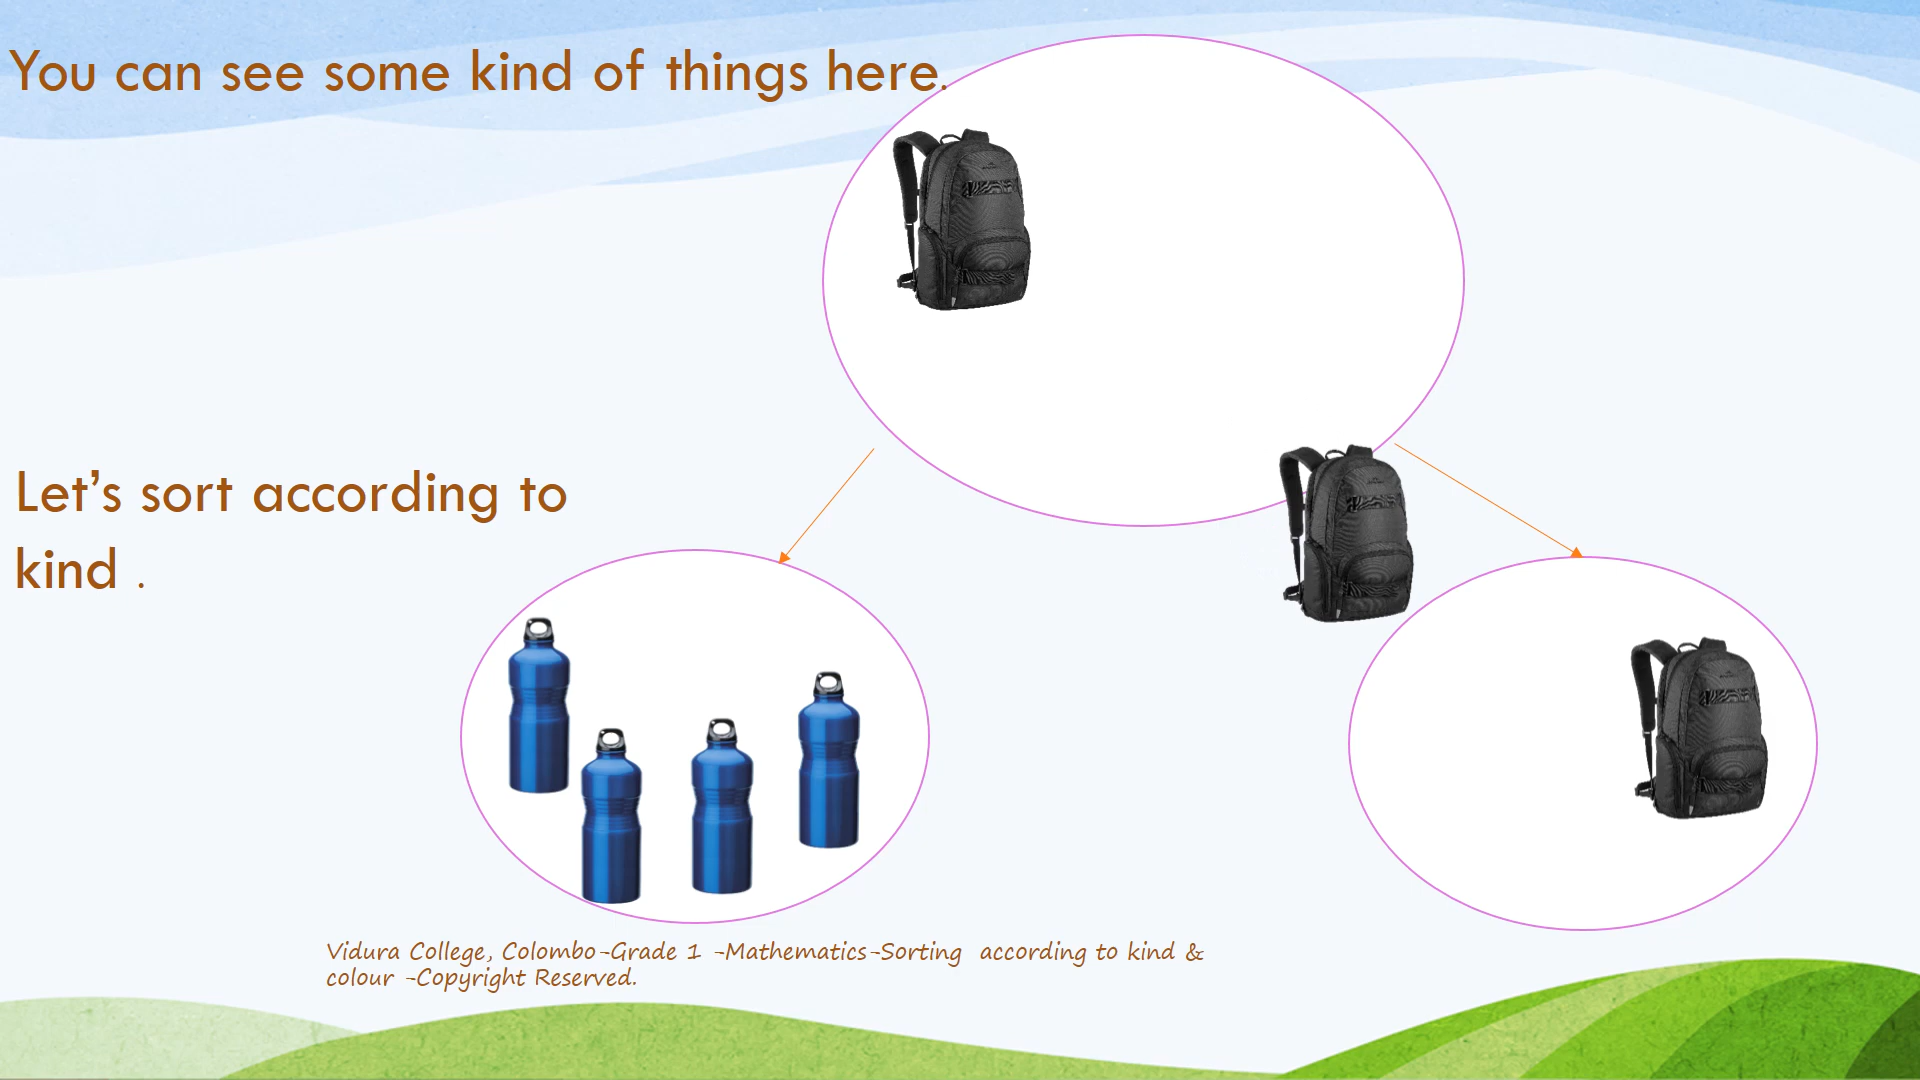 You can see some kind of things here.
Let’s sort according to
kind .
Vidura College, Colombo-Grade 1 -Mathematics-Sorting  according to kind &
colour -Copyright Reserved.